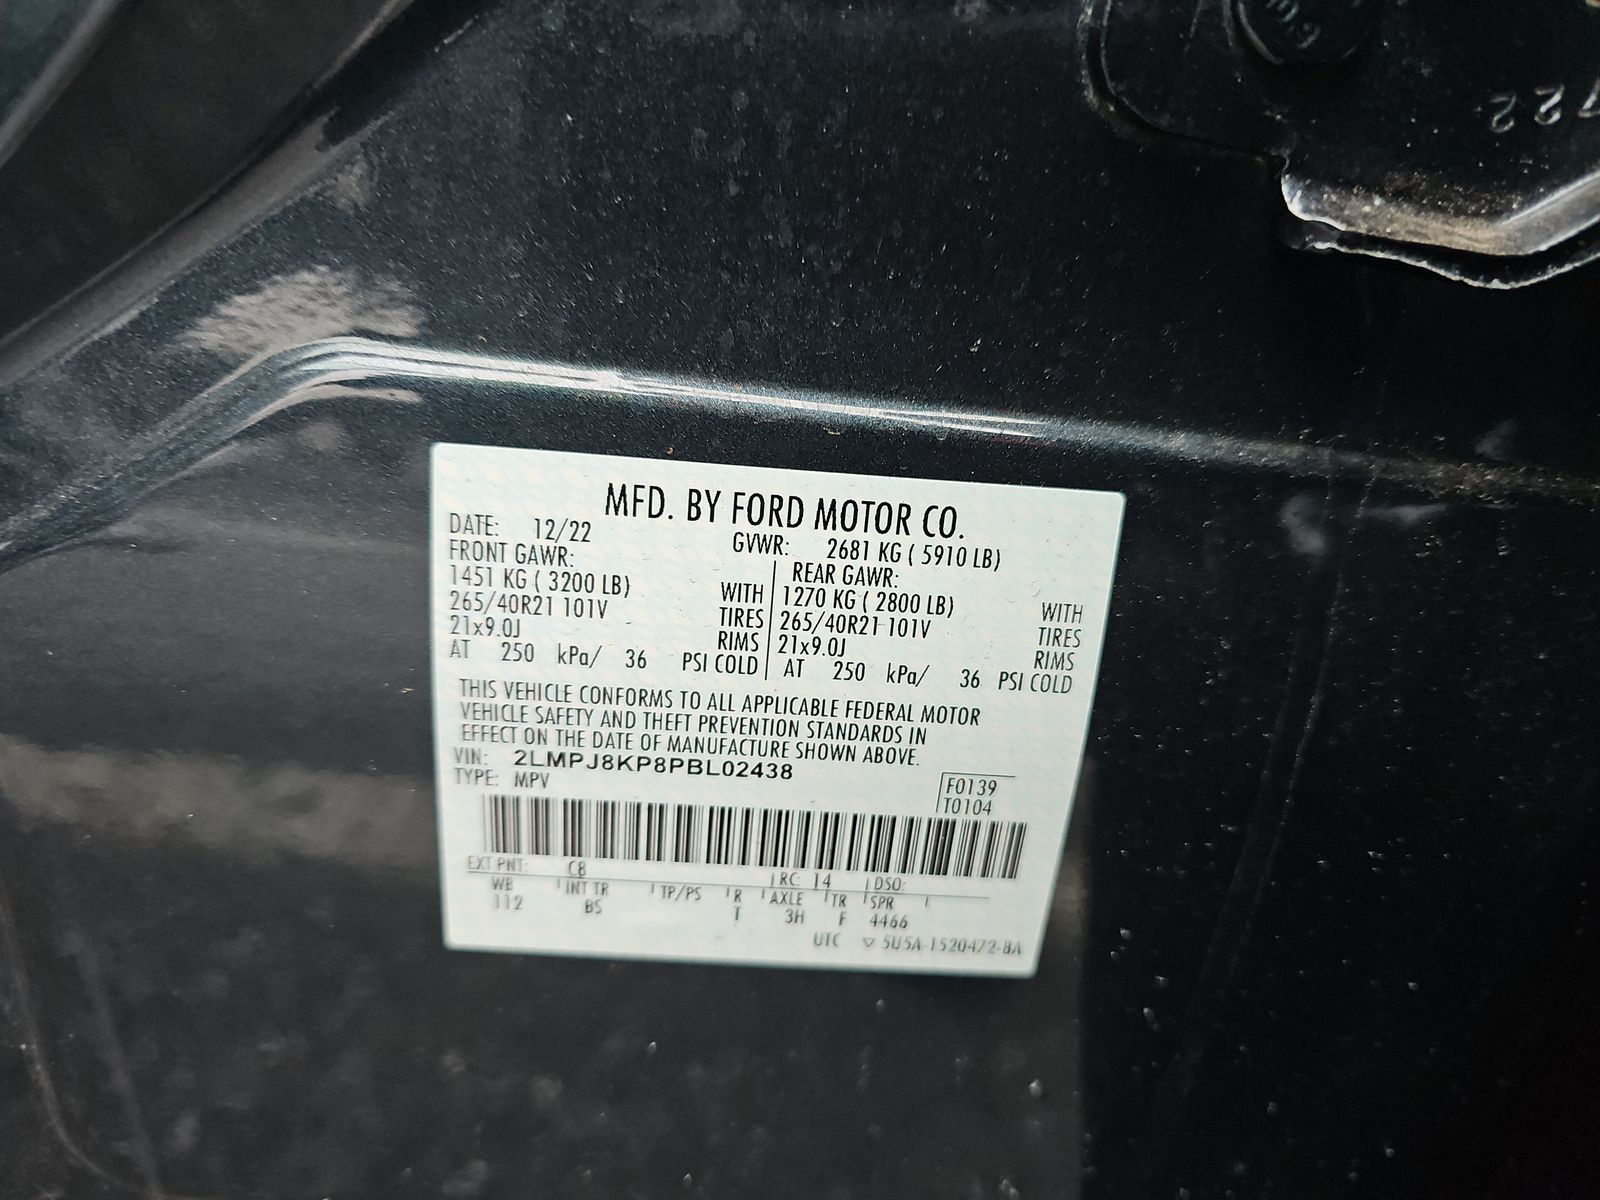 722
MFD. BY FORD MOTOR CO.
DATE: 12/22 GVWR: 2681 KG ( 5910 LB)
FRONT GAWR: REAR GAWR:
1451 KG ( 3200 LB) WITH 1270 KG ( 2800 LB) WITH
265/40R21 101V TIRES 265/40R21 101V TIRES
21x9.0J RIMS 21x9.0J RIMS
AT 250 kPa/ 36 PSI COLD AT 250 kPa/ 36 PSI COLD
THIS VEHICLE CONFORMS TO ALL APPLICABLE FEDERAL MOTOR
VEHICLE SAFETY AND THEFT PREVENTION STANDARDS IN
EFFECT ON THE DATE OF MANUFACTURE SHOWN ABOVE.
VIN: 2LMPJ8KP8PBL02438
TYPE: MPV
F0139
T0104
EXT PNT: C8 RC: 14 DSO:
WB INT TR TP/PS R AXLE TR SPR
112 BS T 3H F 4466
UTC ▽ 5U5A-1520472-BA